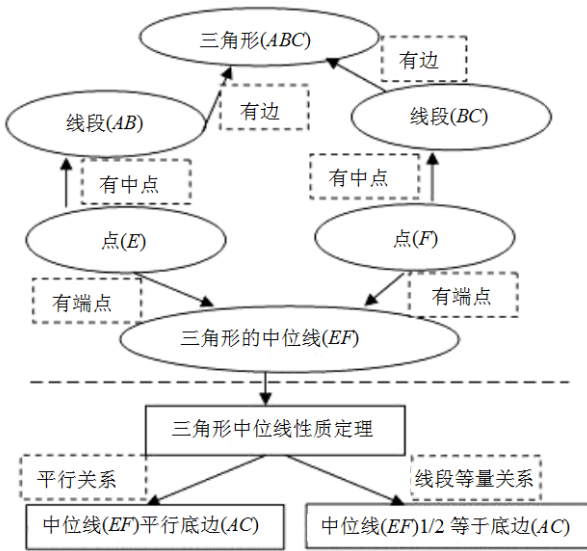 三角形(ABC)
有边
线段(AB)
有边
线段(BC)
有中点
有中点
点(E)
点(F)
有端点
有端点
三角形的中位线(EF)
三角形中位线性质定理
平行关系
线段等量关系
中位线(EF)平行底边(AC)
中位线(EF)1/2 等于底边(AC)